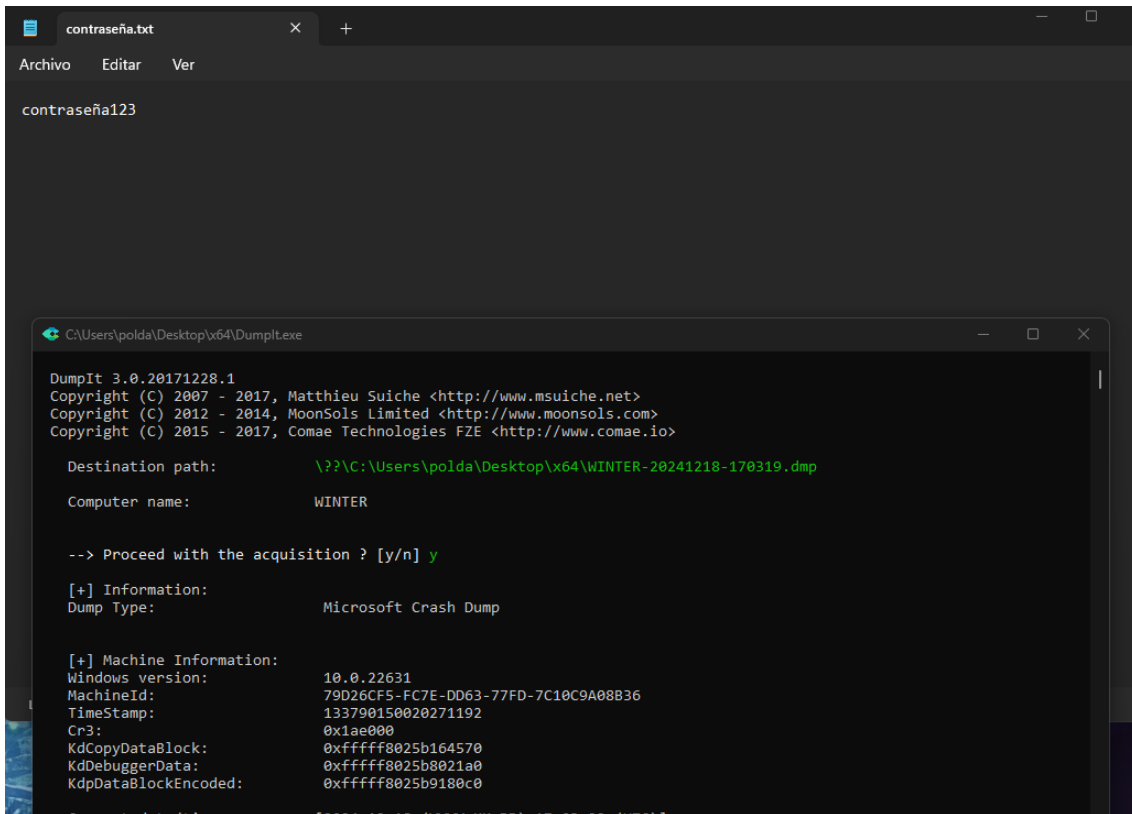 contraseña.txt
Archivo Editar Ver
contraseña123
C:\Users\polda\Desktop\x64\DumpIt.exe
DumpIt 3.0.20171228.1
Copyright (C) 2007 - 2017, Matthieu Suiche <http://www.msuiche.net>
Copyright (C) 2012 - 2014, MoonSols Limited <http://www.moonsols.com>
Copyright (C) 2015 - 2017, Comae Technologies FZE <http://www.comae.io>
Destination path: \??\C:\Users\polda\Desktop\x64\WINTER-20241218-170319.dmp
Computer name: WINTER
--> Proceed with the acquisition ? [y/n] y
[+] Information:
Dump Type: Microsoft Crash Dump
[+] Machine Information:
Windows version: 10.0.22631
MachineId: 79D26CF5-FC7E-DD63-77FD-7C10C9A08B36
TimeStamp: 133790150020271192
Cr3: 0x1ae000
KdCopyDataBlock: 0xfffff8025b164570
KdDebuggerData: 0xfffff8025b8021a0
KdpDataBlockEncoded: 0xfffff8025b9180c0